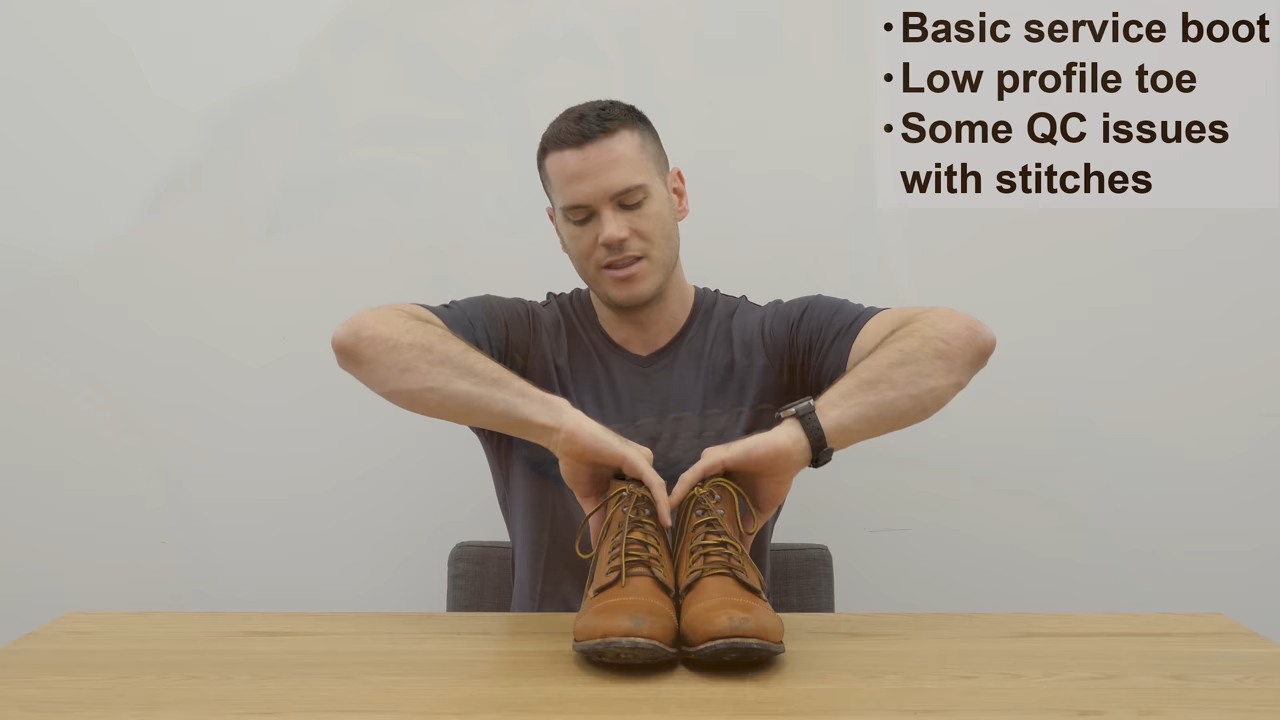 • Basic service boot
• Low profile toe
• Some QC issues
with stitches